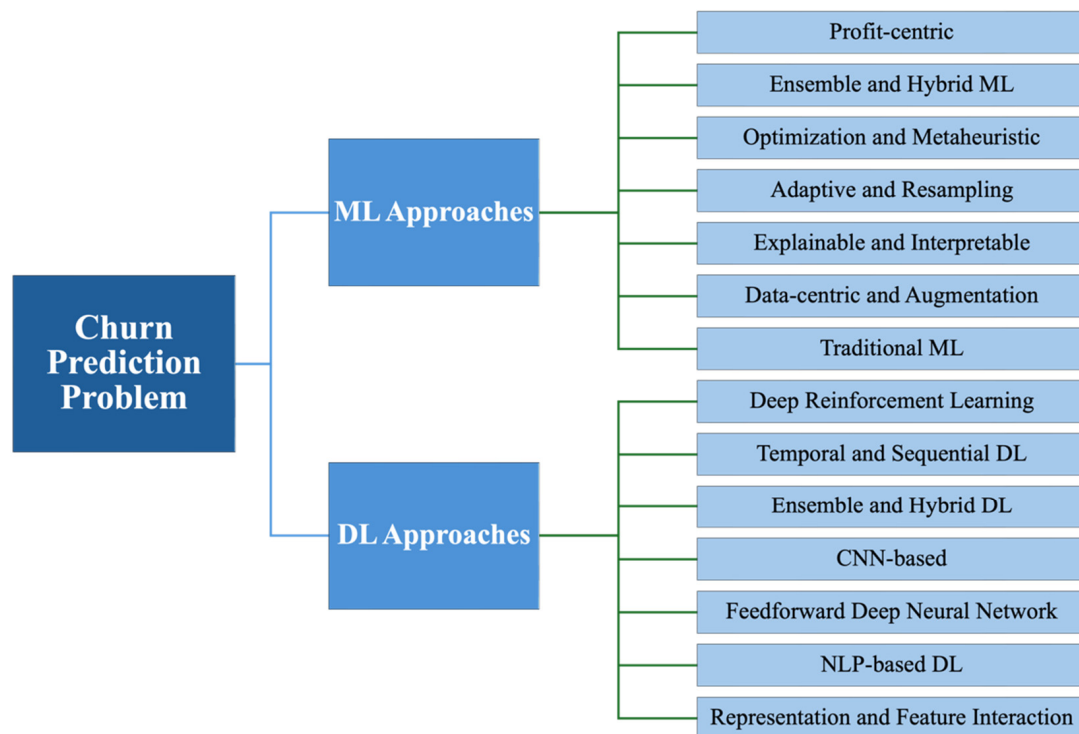 Churn
Prediction
Problem
ML Approaches
Profit-centric
Ensemble and Hybrid ML
Optimization and Metaheuristic
Adaptive and Resampling
Explainable and Interpretable
Data-centric and Augmentation
Traditional ML
DL Approaches
Deep Reinforcement Learning
Temporal and Sequential DL
Ensemble and Hybrid DL
CNN-based
Feedforward Deep Neural Network
NLP-based DL
Representation and Feature Interaction